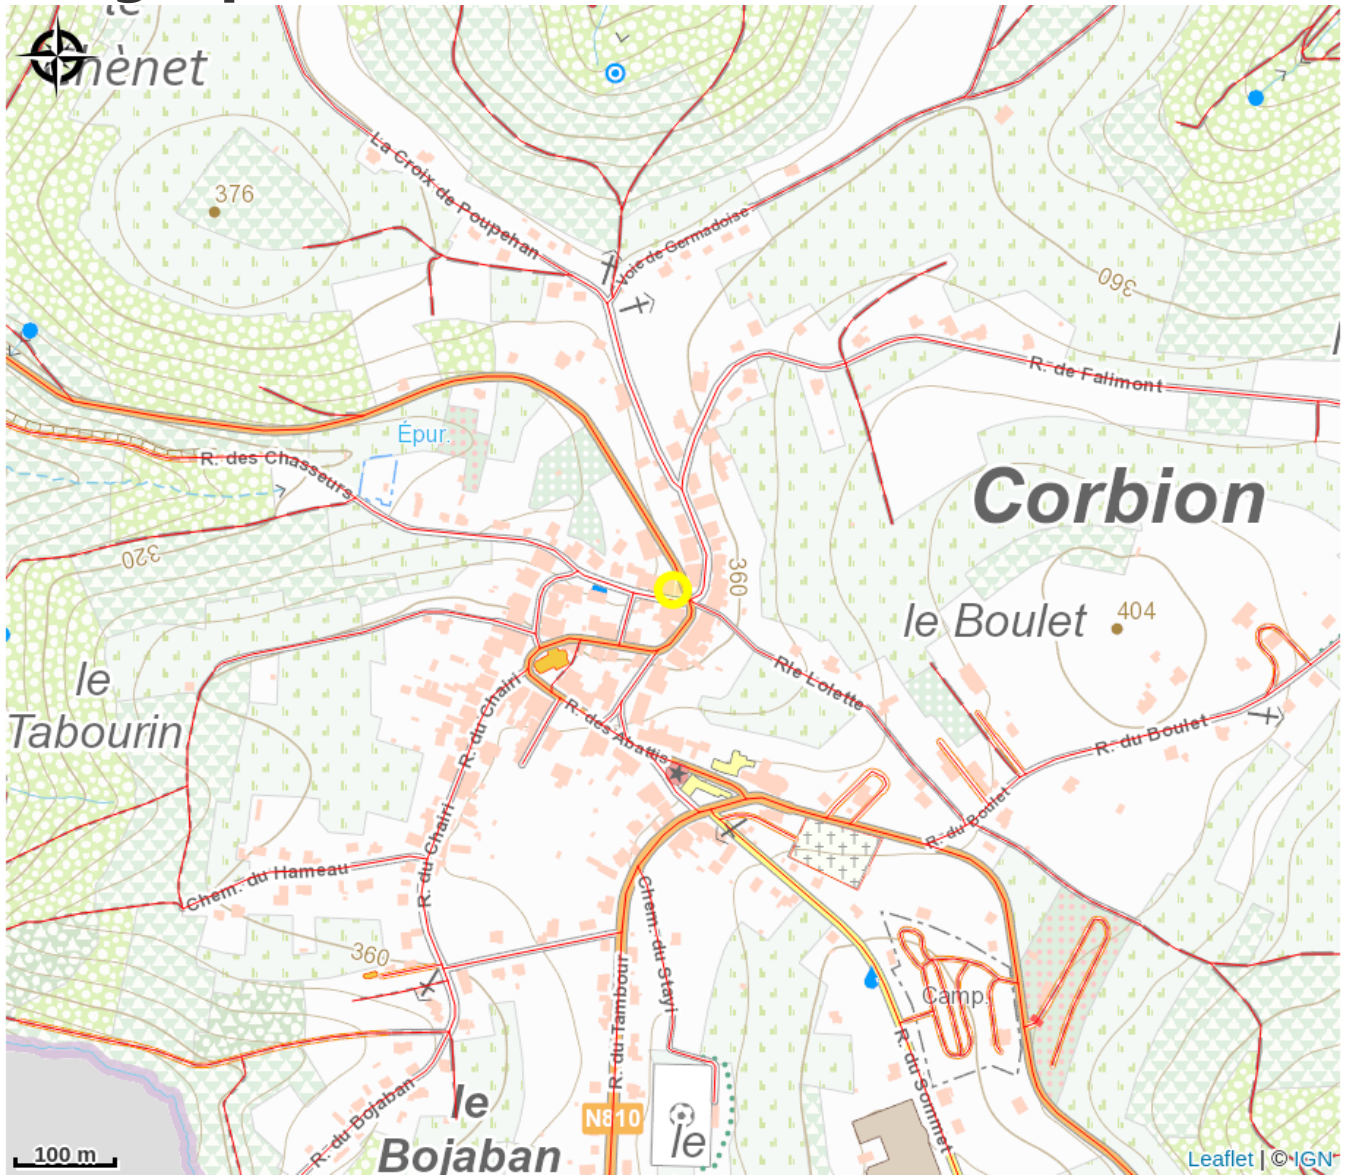 hènet
La Croix de Poupehan
376
Voie de Germadoise
360
R. de Falimont
Épur.
R. des Chasseurs
Corbion
320
360
404
le Boulet
le
Tabourin
Rle Lolette
R. du Chairi
R. des Abattis
R. du Boulet
R. du Chairi
R. du Boulet
Chem. du Hameau
Chem. du Stayi
360
Camp.
R. du Tambour
R. du Sommet
R. du Bojaban
le
Bojaban
N810
le
100 m
Leaflet | © IGN